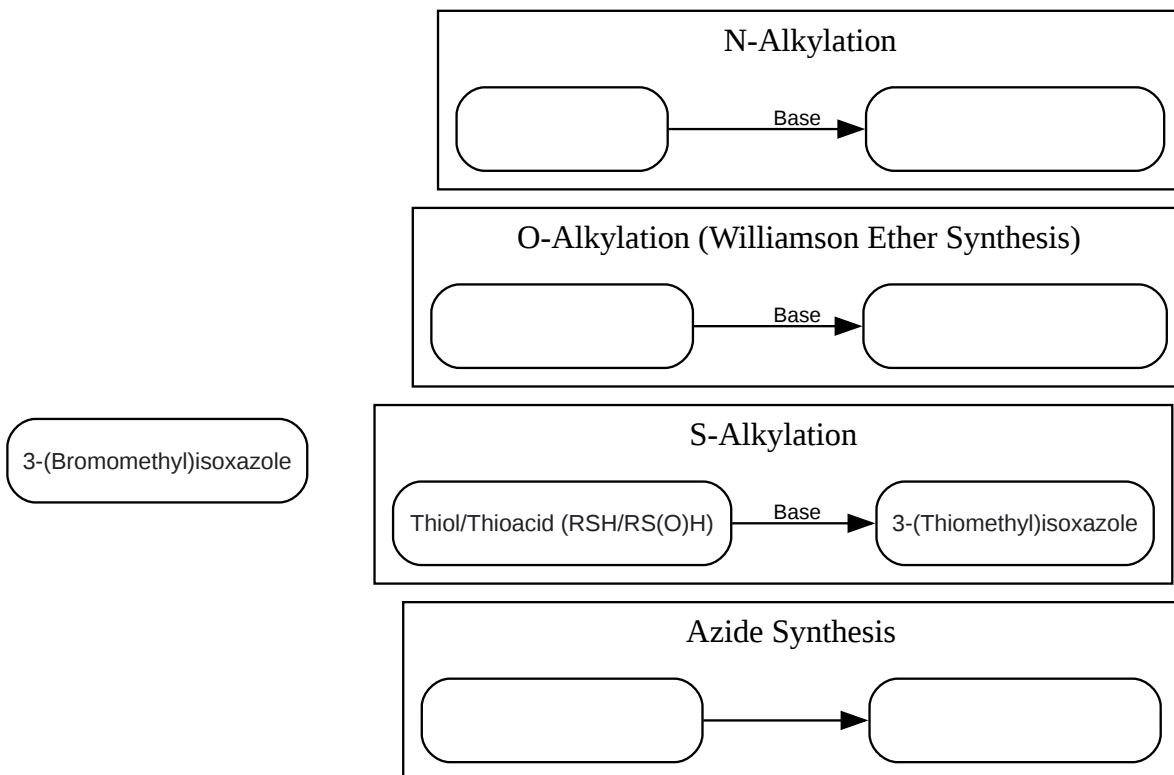 N-Alkylation
Base
O-Alkylation (Williamson Ether Synthesis)
Base
3-(Bromomethyl)isoxazole
S-Alkylation
Thiol/Thioacid (RSH/RS(O)H)
Base
3-(Thiomethyl)isoxazole
Azide Synthesis